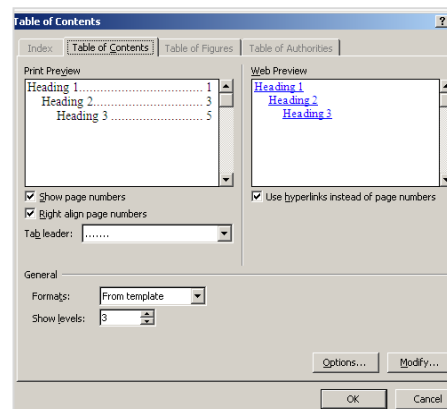 Table of Contents ?
Index Table of Contents Table of Figures Table of Authorities
Print Preview
Heading 1................................... 1
Heading 2............................... 3
Heading 3 .......................... 5
Web Preview
Heading 1
Heading 2
Heading 3
Show page numbers
Right align page numbers
Tab leader: .......
Use hyperlinks instead of page numbers
General
Formats: From template
Show levels: 3
Options... Modify...
OK Cancel